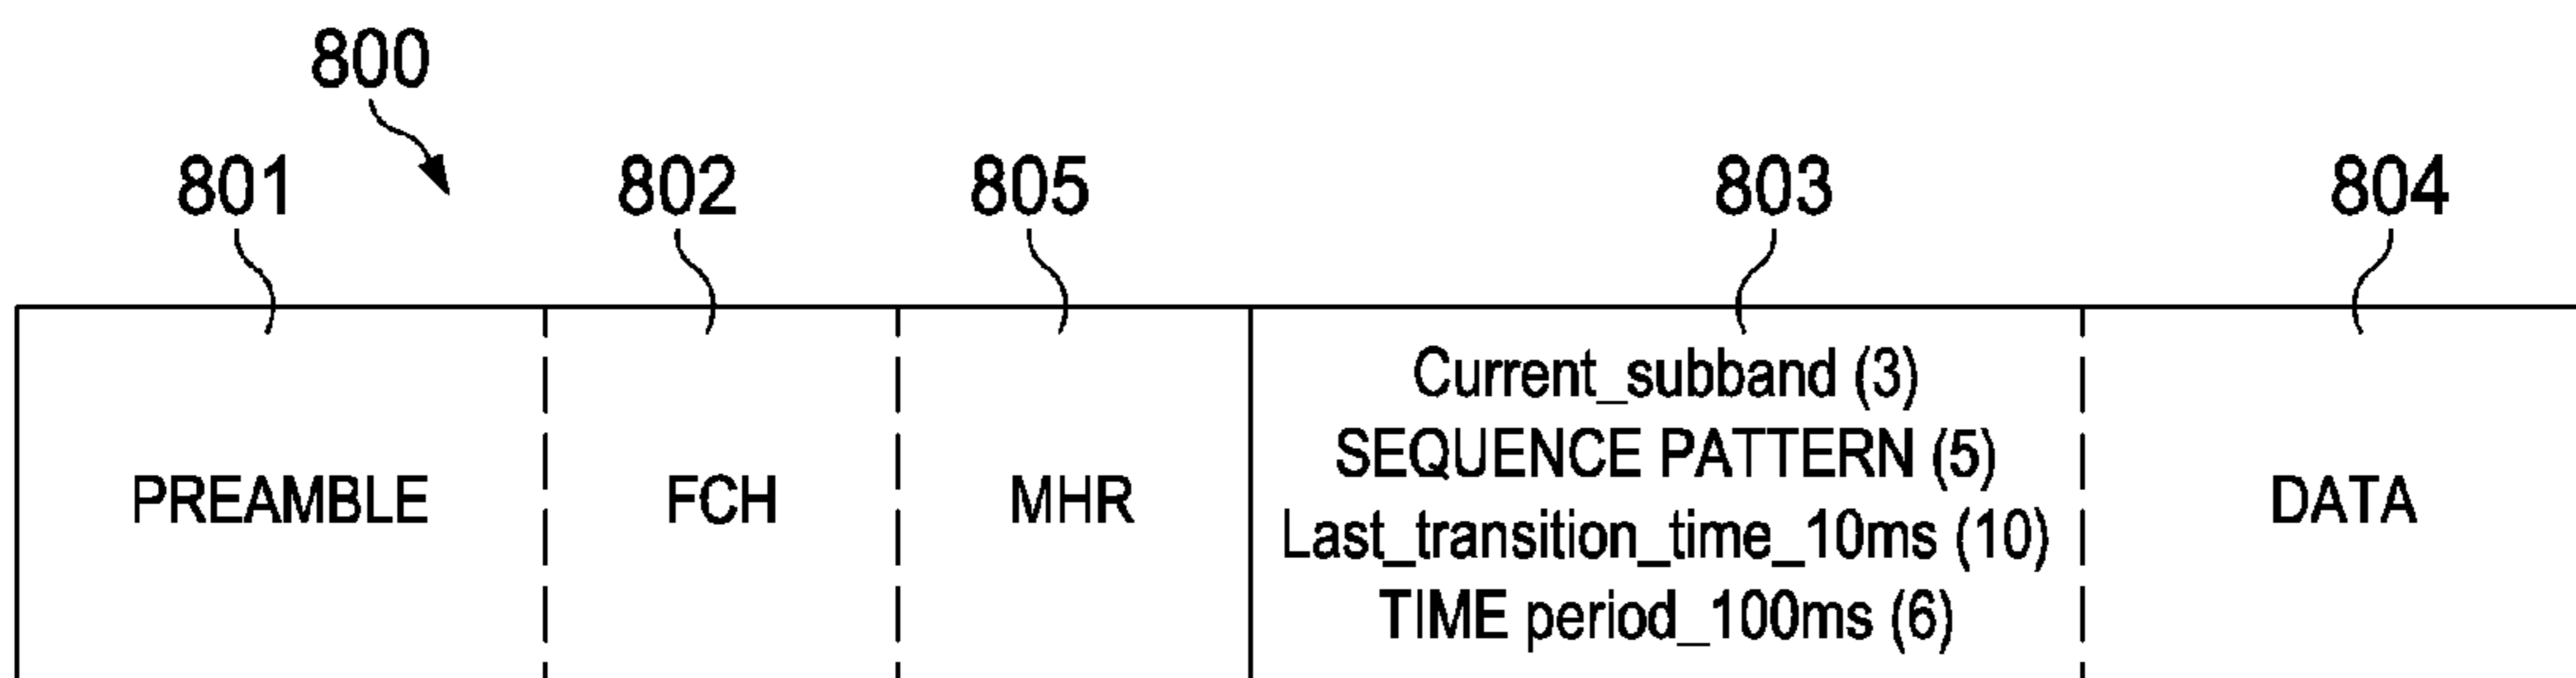 800
801 802 805 803 804
Current_subband (3)
SEQUENCE PATTERN (5)
PREAMBLE FCH MHR DATA
Last_transition_time_10ms (10)
TIME period_100ms (6)